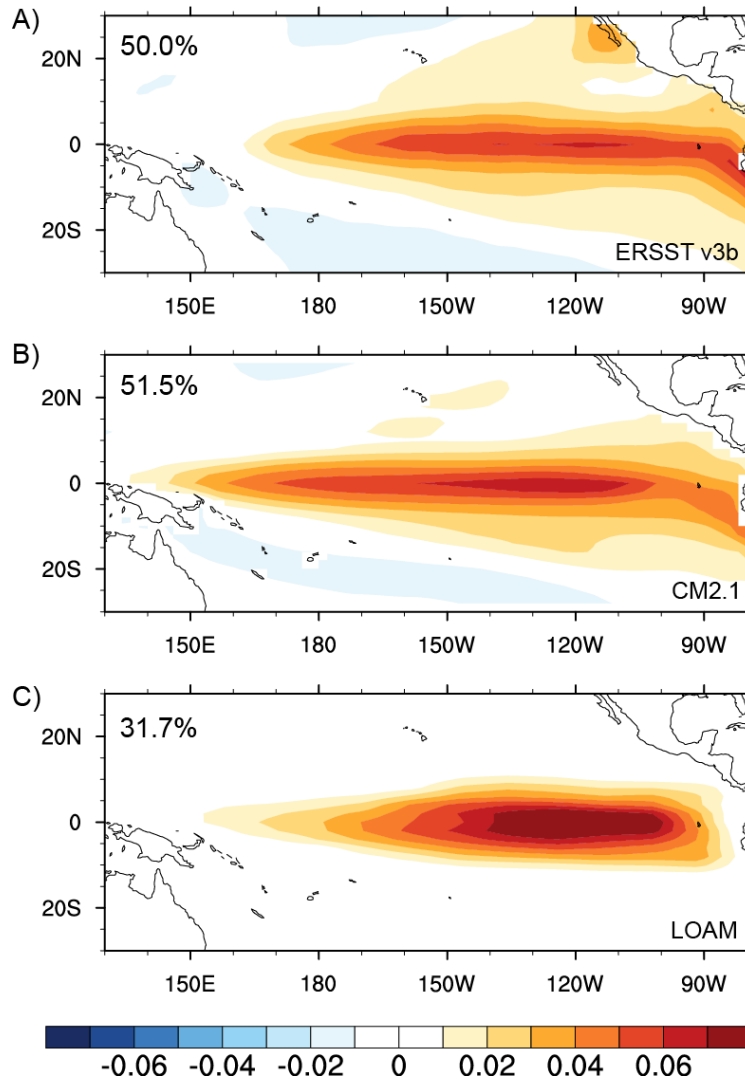 A)
50.0%
20N
0
20S
ERSST v3b
150E 180 150W 120W 90W
B)
51.5%
20N
0
20S
CM2.1
150E 180 150W 120W 90W
C)
31.7%
20N
0
20S
LOAM
150E 180 150W 120W 90W
-0.06 -0.04 -0.02 0 0.02 0.04 0.06